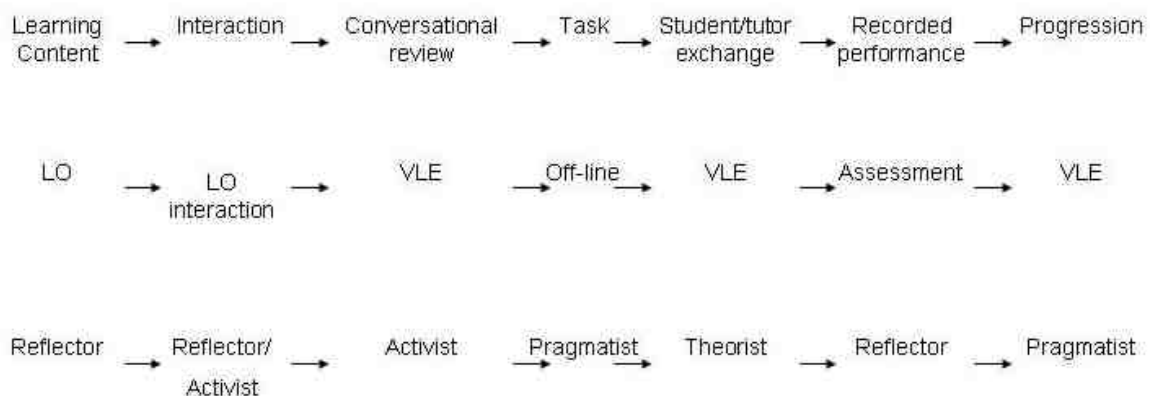 Learning Content → Interaction → Conversational review → Task → Student/tutor exchange → Recorded performance → Progression
LO → LO interaction → VLE → Off-line → VLE → Assessment → VLE
Reflector → Reflector/ Activist → Activist → Pragmatist → Theorist → Reflector → Pragmatist